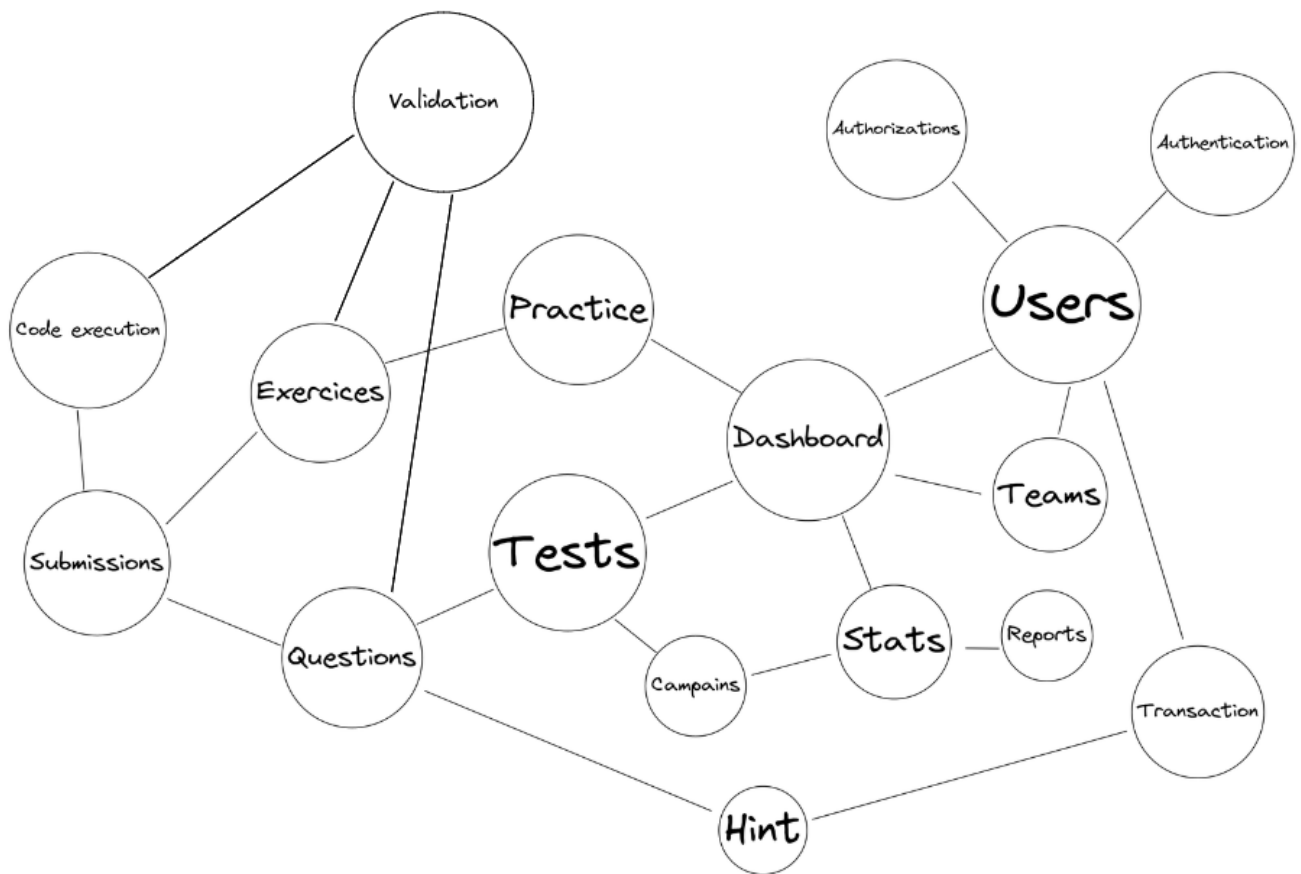 Validation
Authorizations
Authentication
Users
Practice
Code execution
Exercices
Dashboard
Teams
Tests
Submissions
Stats
Reports
Questions
Campains
Transaction
Hint